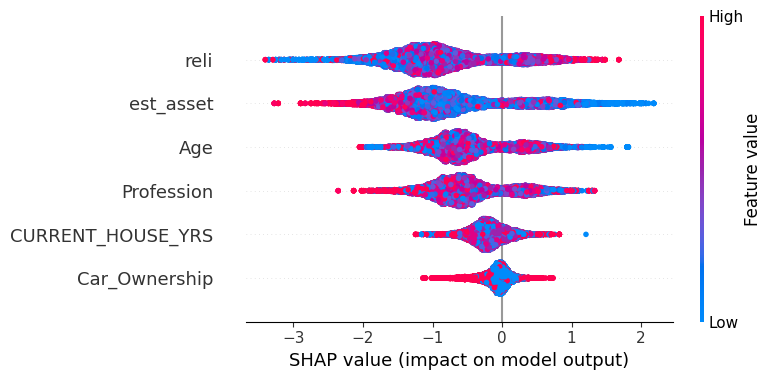 High
reli
est_asset
Age
Profession
CURRENT_HOUSE_YRS
Car_Ownership
Feature value
Low
−3 −2 −1 0 1 2
SHAP value (impact on model output)